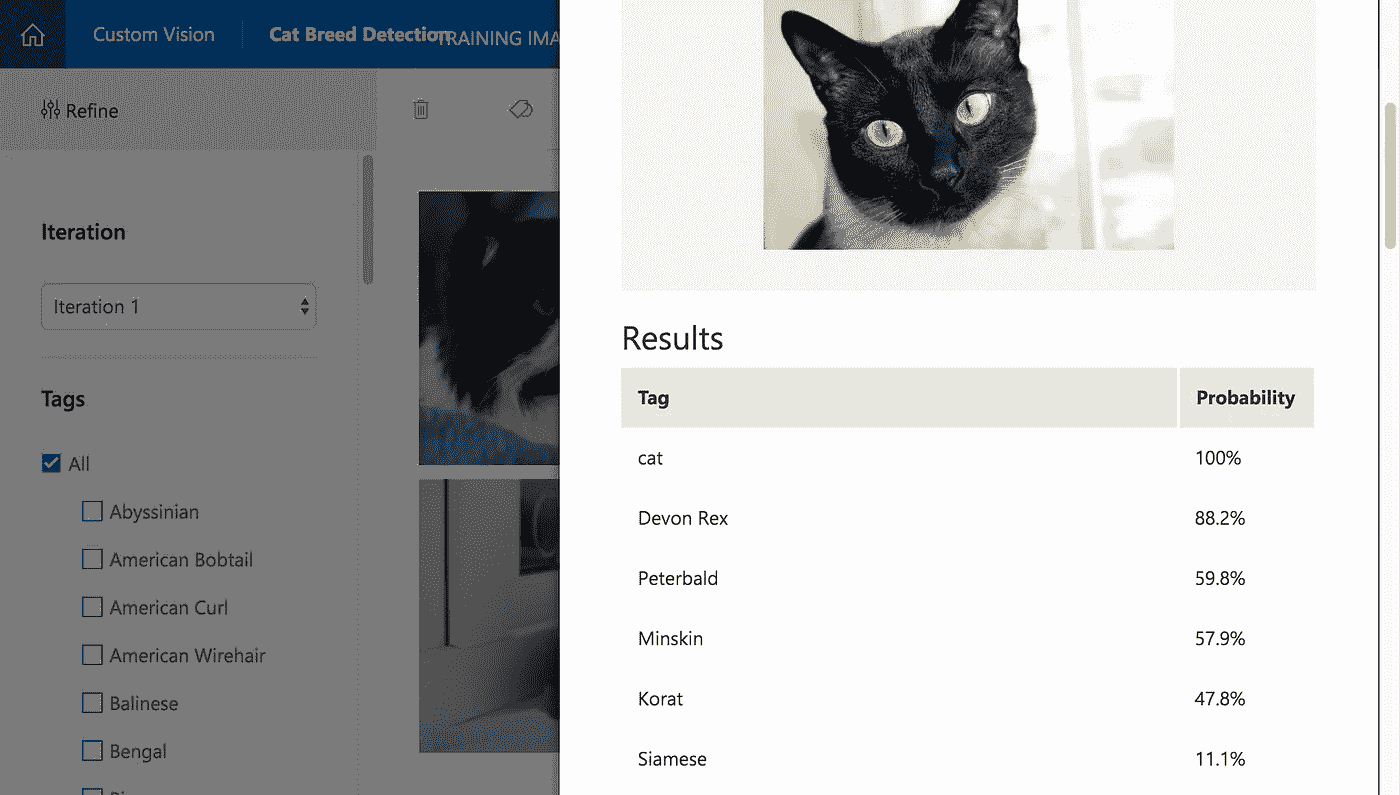 Custom Vision
Cat Breed Detection
TRAINING IMA
Refine
Iteration
Iteration 1
Tags
All
Abyssinian
American Bobtail
American Curl
American Wirehair
Balinese
Bengal
Results
Tag Probability
cat 100%
Devon Rex 88.2%
Peterbald 59.8%
Minskin 57.9%
Korat 47.8%
Siamese 11.1%